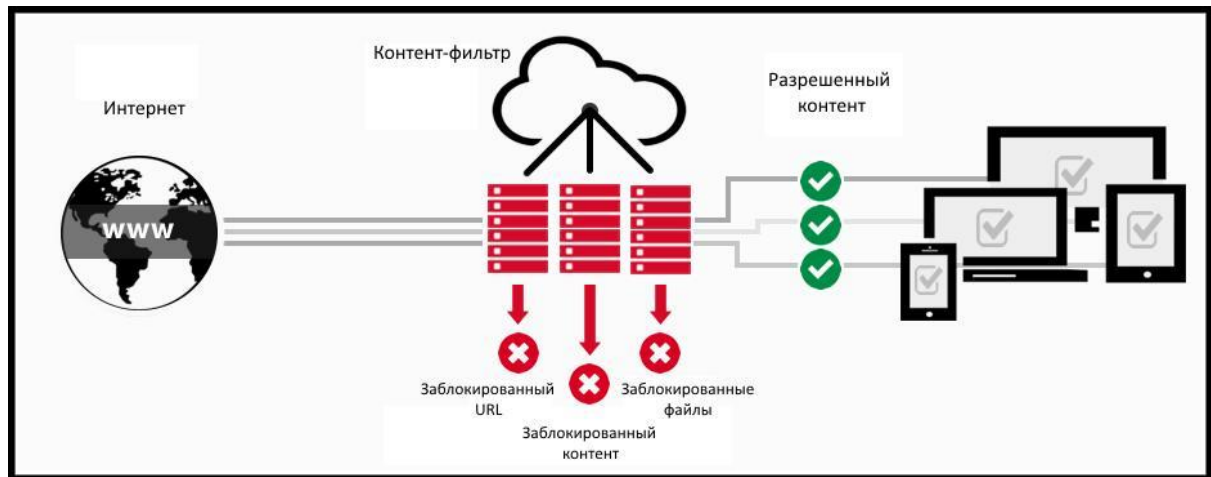 Интернет
www
Контент-фильтр
Разрешенный
контент
Заблокированный
URL
Заблокированный
контент
Заблокированные
файлы